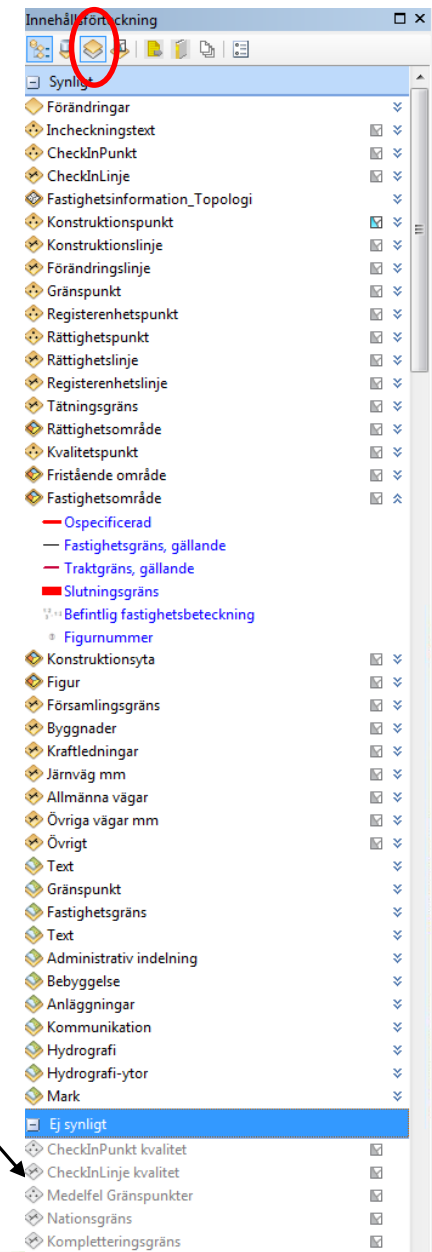 Innehållsförteckning
Synligt
Förändringar
Incheckningstext
CheckInPunkt
CheckInLinje
Fastighetsinformation_Topologi
Konstruktionspunkt
Konstruktionslinje
Förändringslinje
Gränspunkt
Registerenhetspunkt
Rättighetspunkt
Rättighetslinje
Registerenhetslinje
Tätningsgräns
Rättighetsområde
Kvalitetspunkt
Fristående område
Fastighetsområde
Ospecificerad
Fastighetsgräns, gällande
Traktgräns, gällande
Slutningsgräns
Befintlig fastighetsbeteckning
Figurnummer
Konstruktionsyta
Figur
Församlingsgräns
Byggnader
Kraftledningar
Järnväg mm
Allmänna vägar
Övriga vägar mm
Övrigt
Text
Gränspunkt
Fastighetsgräns
Text
Administrativ indelning
Bebyggelse
Anläggningar
Kommunikation
Hydrografi
Hydrografi-ytor
Mark
Ej synligt
CheckInPunkt kvalitet
CheckInLinje kvalitet
Medelfel Gränspunkter
Nationsgräns
Kompletteringsgräns